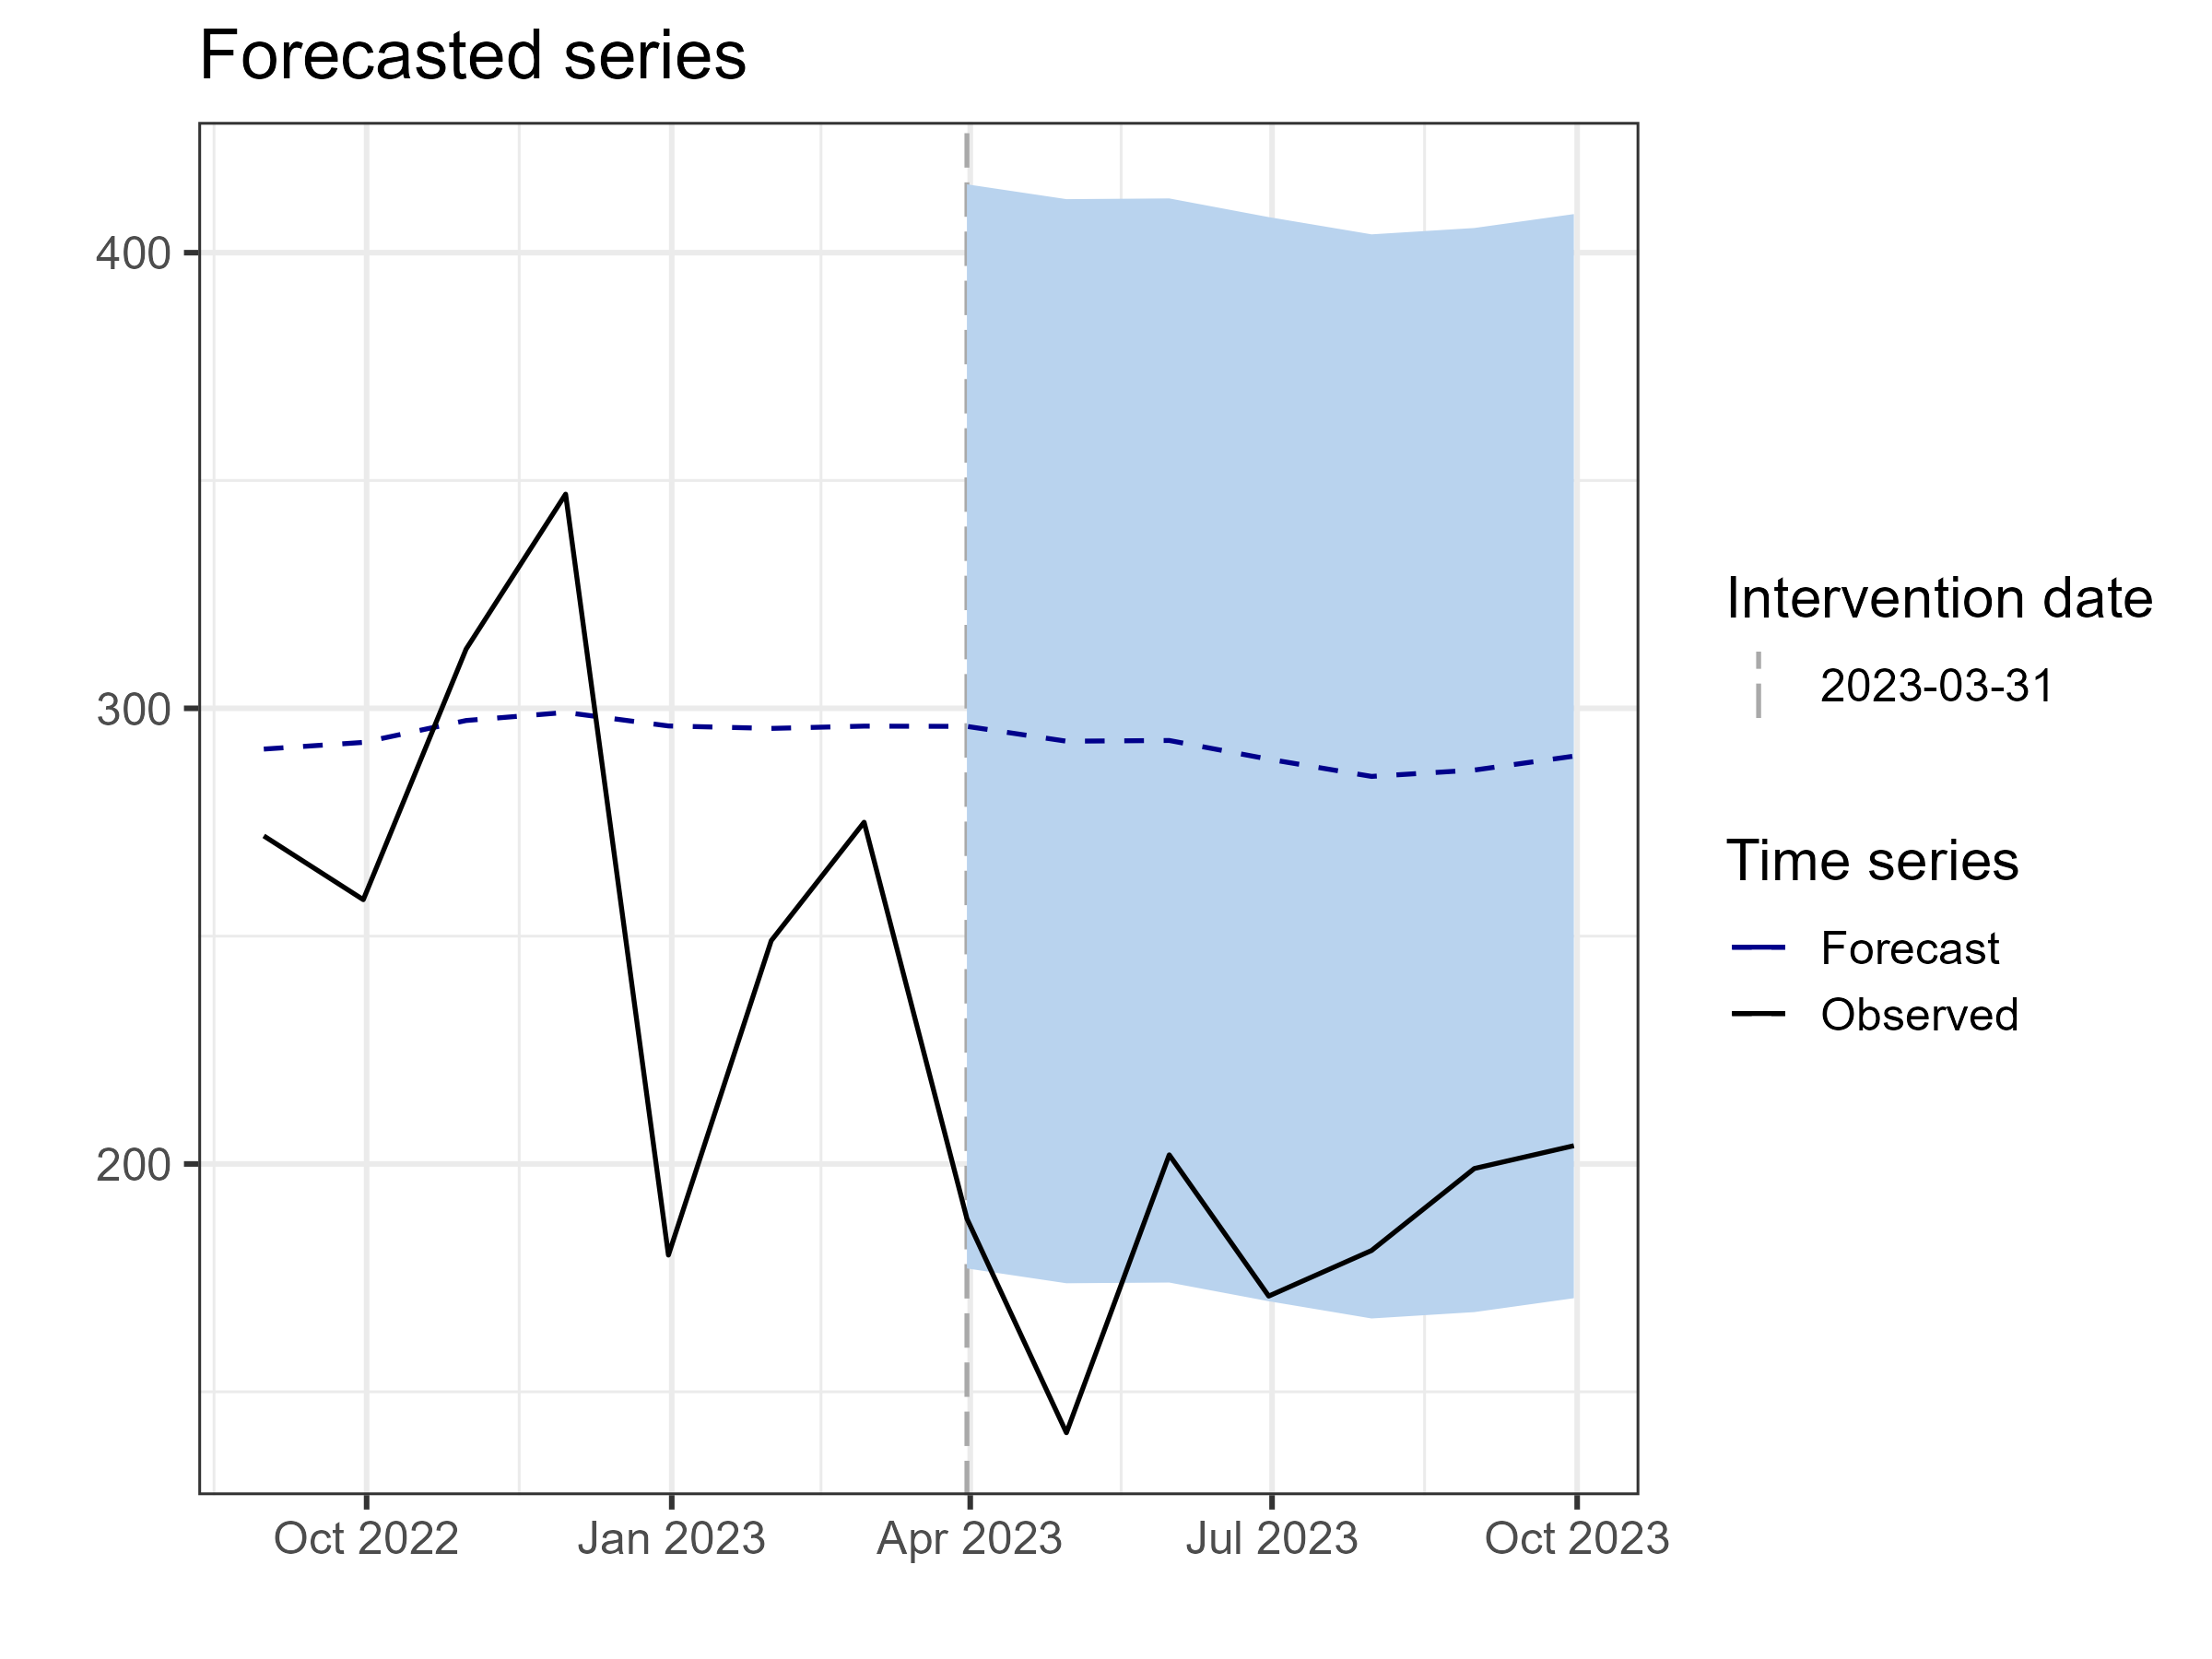 Forecasted series
400
300
200
Oct 2022
Jan 2023
Apr 2023
Jul 2023
Oct 2023
Intervention date
2023-03-31
Time series
Forecast
Observed